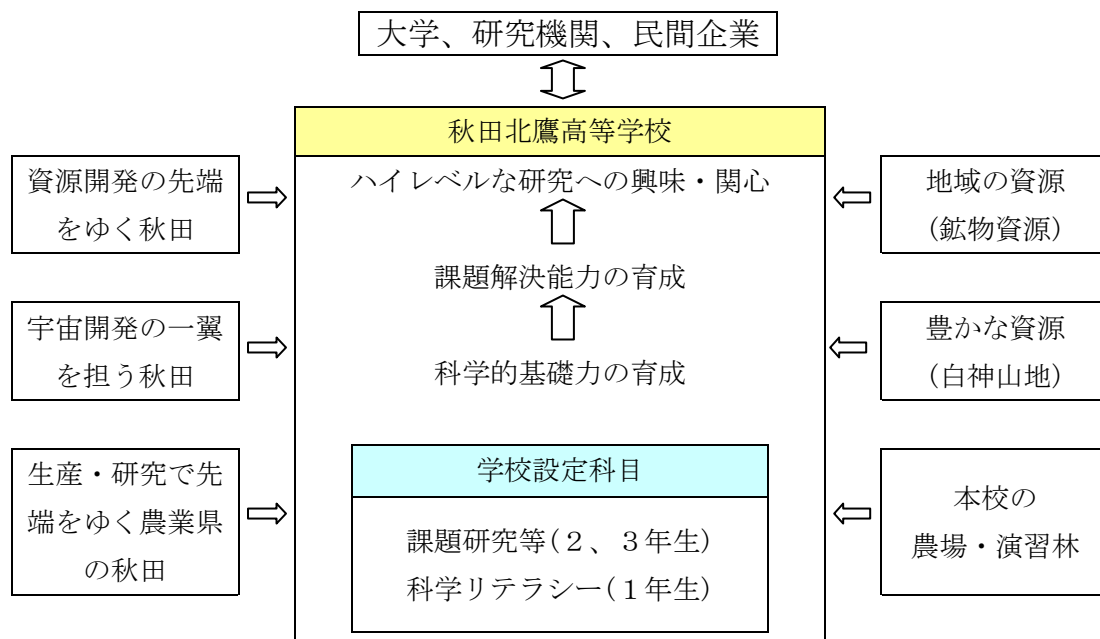 大学、研究機関、民間企業
秋田北鷹高等学校
資源開発の先端
をゆく秋田
ハイレベルな研究への興味・関心
地域の資源
(鉱物資源)
課題解決能力の育成
宇宙開発の一翼
を担う秋田
科学的基礎力の育成
豊かな資源
(白神山地)
生産・研究で先
端をゆく農業県
の秋田
学校設定科目
課題研究等(2、3年生)
科学リテラシー(1年生)
本校の
農場・演習林